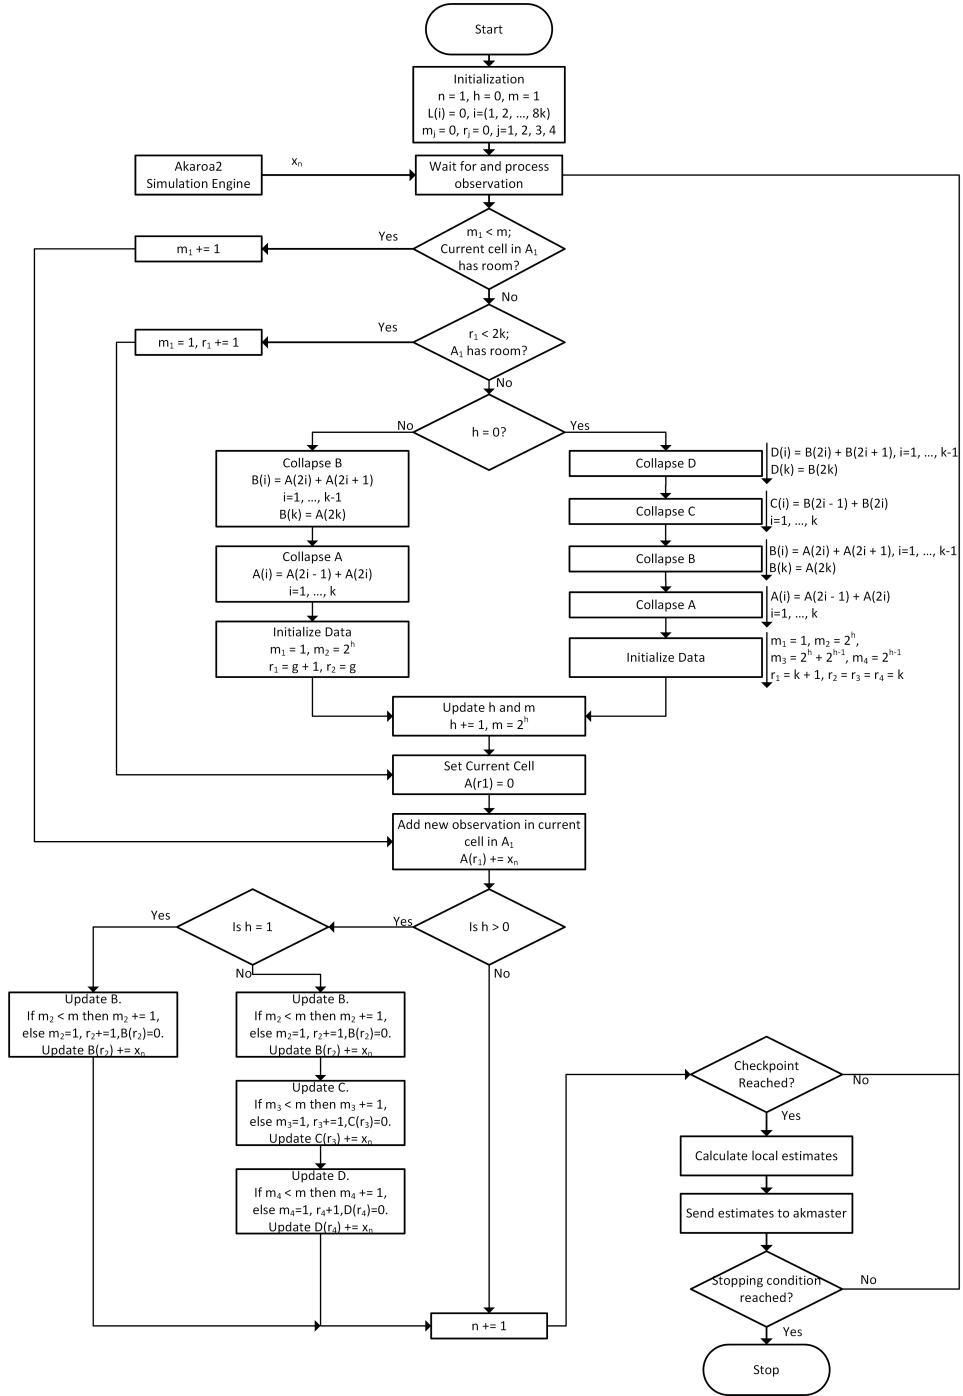 Start
Initialization
n = 1, h = 0, m = 1
L(i) = 0, i=(1, 2, ..., 8k)
mⱼ = 0, rⱼ = 0, j=1, 2, 3, 4
Akaroa2
Simulation Engine
xₙ
Wait for and process
observation
m₁ < m;
Current cell in A₁
has room?
Yes
m₁ += 1
No
r₁ < 2k;
A₁ has room?
Yes
m₁ = 1, r₁ += 1
No
h = 0?
No
Yes
Collapse B
B(i) = A(2i) + A(2i + 1)
i=1, ..., k-1
B(k) = A(2k)
Collapse A
A(i) = A(2i - 1) + A(2i)
i=1, ..., k
Initialize Data
m₁ = 1, m₂ = 2ʰ
r₁ = g + 1, r₂ = g
Collapse D
D(i) = B(2i) + B(2i + 1), i=1, ..., k-1
D(k) = B(2k)
Collapse C
C(i) = B(2i - 1) + B(2i)
i=1, ..., k
Collapse B
B(i) = A(2i) + A(2i + 1), i=1, ..., k-1
B(k) = A(2k)
Collapse A
A(i) = A(2i - 1) + A(2i)
i=1, ..., k
Initialize Data
m₁ = 1, m₂ = 2ʰ,
m₃ = 2ʰ + 2ʰ⁻¹, m₄ = 2ʰ⁻¹
r₁ = k + 1, r₂ = r₃ = r₄ = k
Update h and m
h += 1, m = 2ʰ
Set Current Cell
A(r1) = 0
Add new observation in current
cell in A₁
A(r₁) += xₙ
Is h > 0
Yes
No
Is h = 1
Yes
No
Update B.
If m₂ < m then m₂ += 1,
else m₂=1, r₂+=1,B(r₂)=0.
Update B(r₂) += xₙ
Update B.
If m₂ < m then m₂ += 1,
else m₂=1, r₂+=1,B(r₂)=0.
Update B(r₂) += xₙ
Update C.
If m₃ < m then m₃ += 1,
else m₃=1, r₃+=1,C(r₃)=0.
Update C(r₃) += xₙ
Update D.
If m₄ < m then m₄ += 1,
else m₄=1, r₄+1,D(r₄)=0.
Update D(r₄) += xₙ
n += 1
Checkpoint
Reached?
No
Yes
Calculate local estimates
Send estimates to akmaster
Stopping condition
reached?
No
Yes
Stop